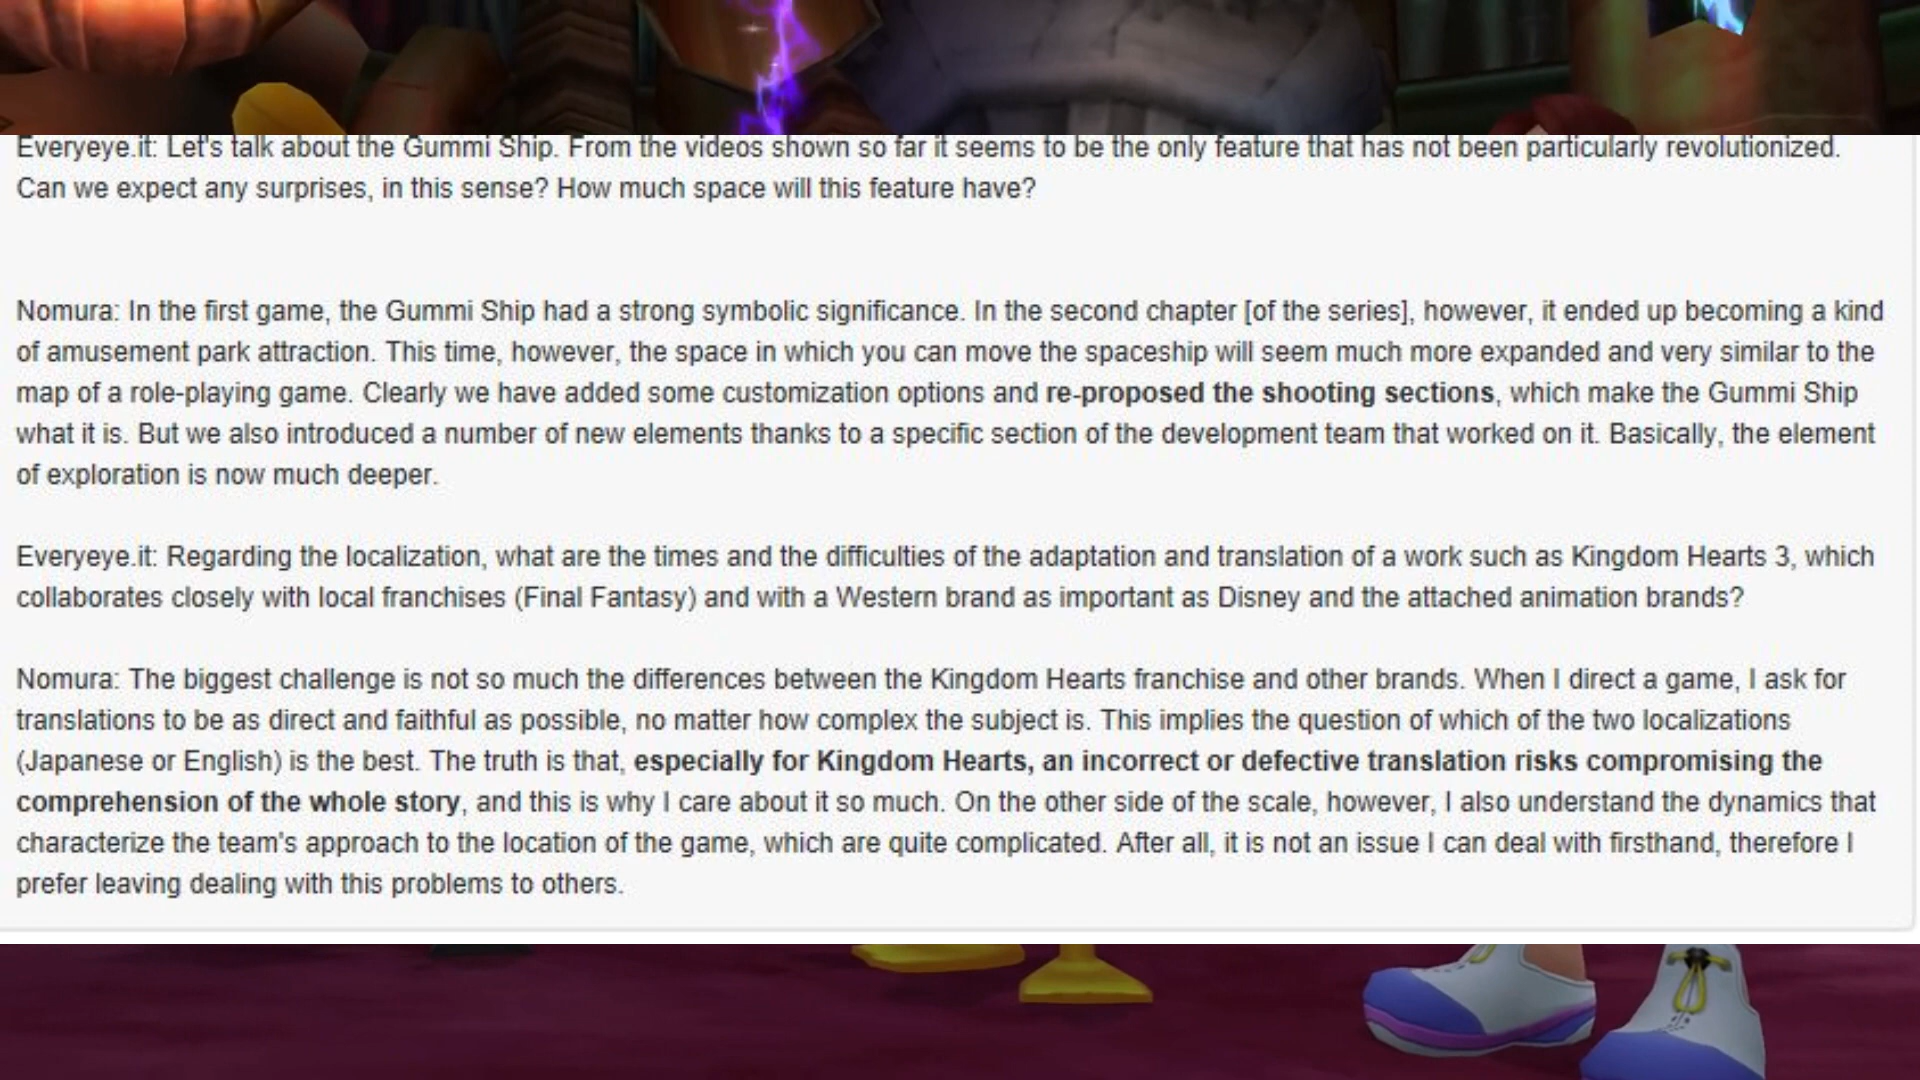 Everyeye.it: Let's talk about the Gummi Ship. From the videos shown so far it seems to be the only feature that has not been particularly revolutionized.
Can we expect any surprises, in this sense? How much space will this feature have?
Nomura: In the first game, the Gummi Ship had a strong symbolic significance. In the second chapter [of the series], however, it ended up becoming a kind
of amusement park attraction. This time, however, the space in which you can move the spaceship will seem much more expanded and very similar to the
map of a role-playing game. Clearly we have added some customization options and re-proposed the shooting sections, which make the Gummi Ship
what it is. But we also introduced a number of new elements thanks to a specific section of the development team that worked on it. Basically, the element
of exploration is now much deeper.
Everyeye.it: Regarding the localization, what are the times and the difficulties of the adaptation and translation of a work such as Kingdom Hearts 3, which
collaborates closely with local franchises (Final Fantasy) and with a Western brand as important as Disney and the attached animation brands?
Nomura: The biggest challenge is not so much the differences between the Kingdom Hearts franchise and other brands. When I direct a game, I ask for
translations to be as direct and faithful as possible, no matter how complex the subject is. This implies the question of which of the two localizations
(Japanese or English) is the best. The truth is that, especially for Kingdom Hearts, an incorrect or defective translation risks compromising the
comprehension of the whole story, and this is why I care about it so much. On the other side of the scale, however, I also understand the dynamics that
characterize the team's approach to the location of the game, which are quite complicated. After all, it is not an issue I can deal with firsthand, therefore I
prefer leaving dealing with this problems to others.